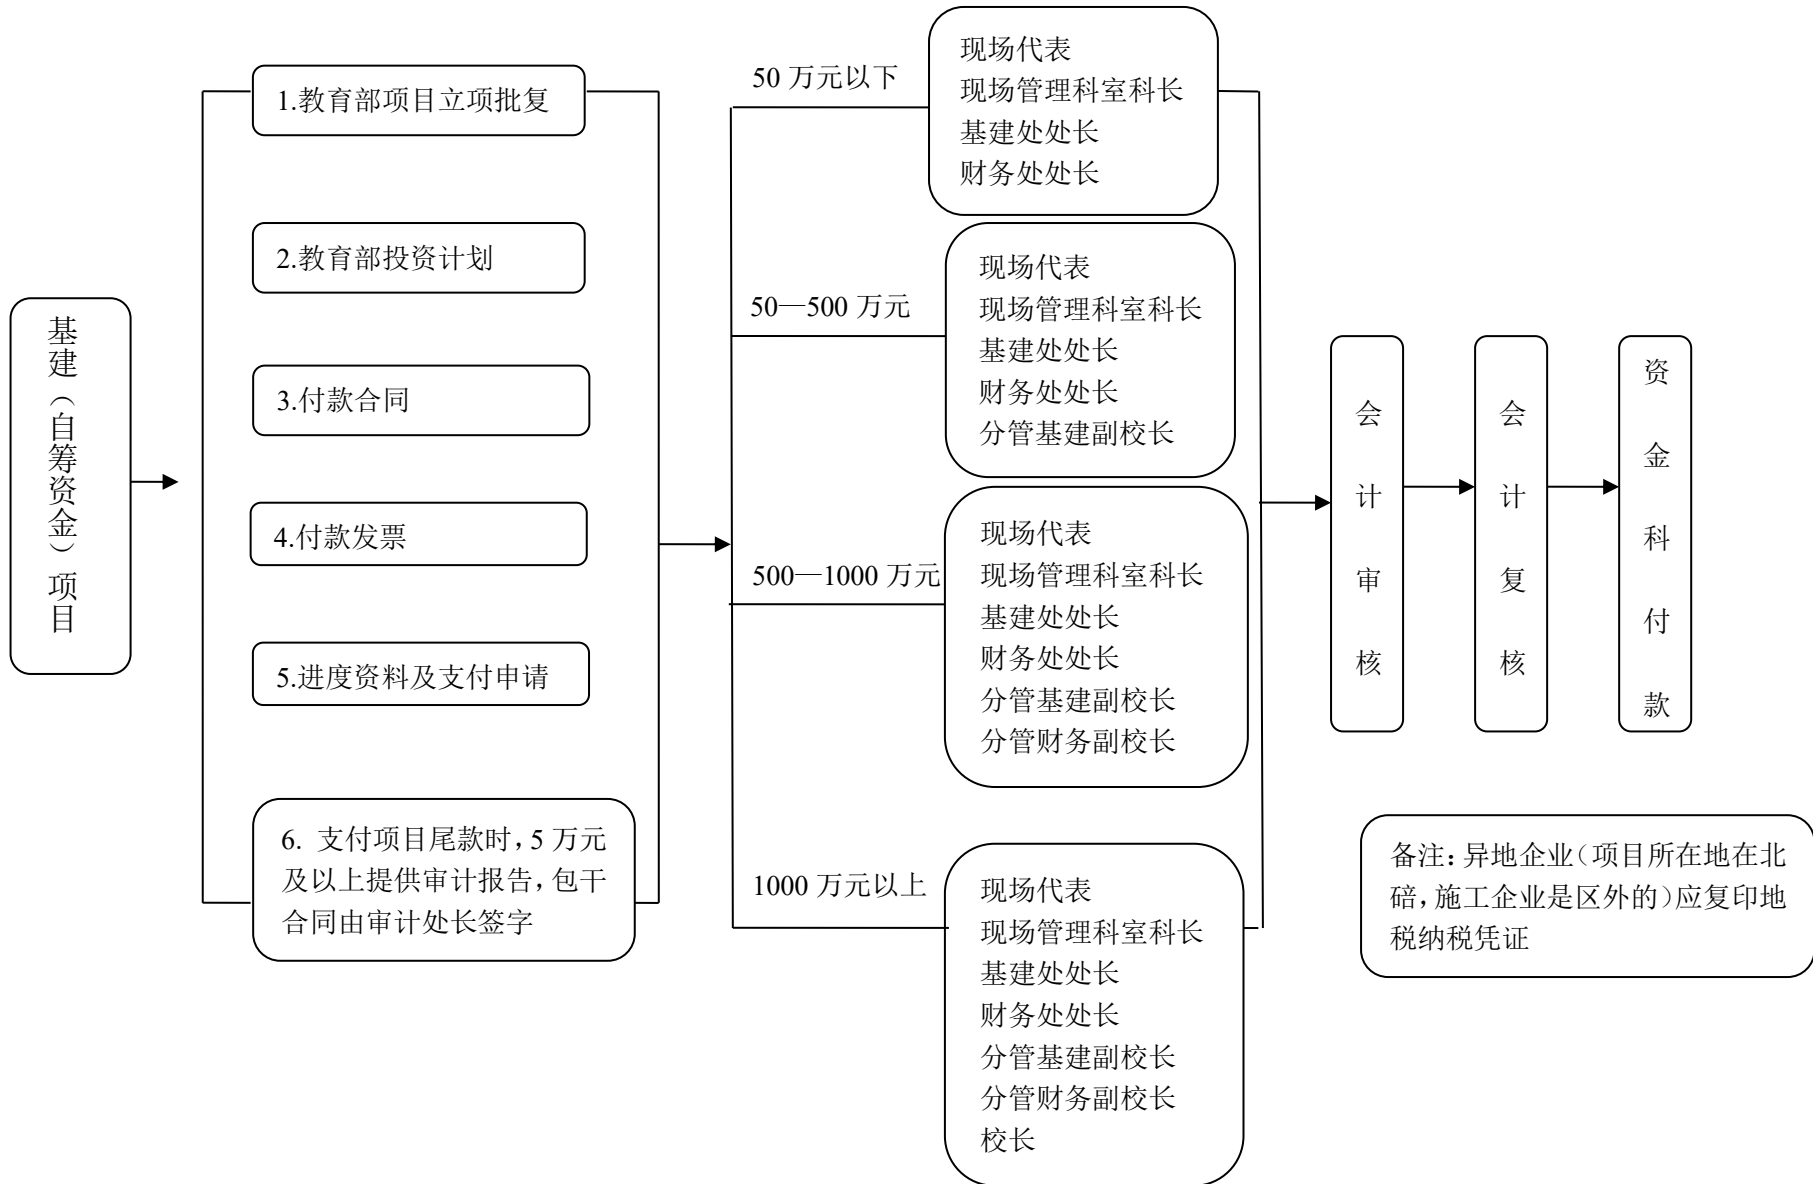 基建（自筹资金）项目
1.教育部项目立项批复
2.教育部投资计划
3.付款合同
4.付款发票
5.进度资料及支付申请
6. 支付项目尾款时，5 万元
及以上提供审计报告，包干
合同由审计处长签字
50 万元以下
现场代表
现场管理科室科长
基建处处长
财务处处长
50—500 万元
现场代表
现场管理科室科长
基建处处长
财务处处长
分管基建副校长
500—1000 万元
现场代表
现场管理科室科长
基建处处长
财务处处长
分管基建副校长
分管财务副校长
1000 万元以上
现场代表
现场管理科室科长
基建处处长
财务处处长
分管基建副校长
分管财务副校长
校长
会计审核
会计复核
资金科付款
备注：异地企业（项目所在地在北
碚，施工企业是区外的）应复印地
税纳税凭证